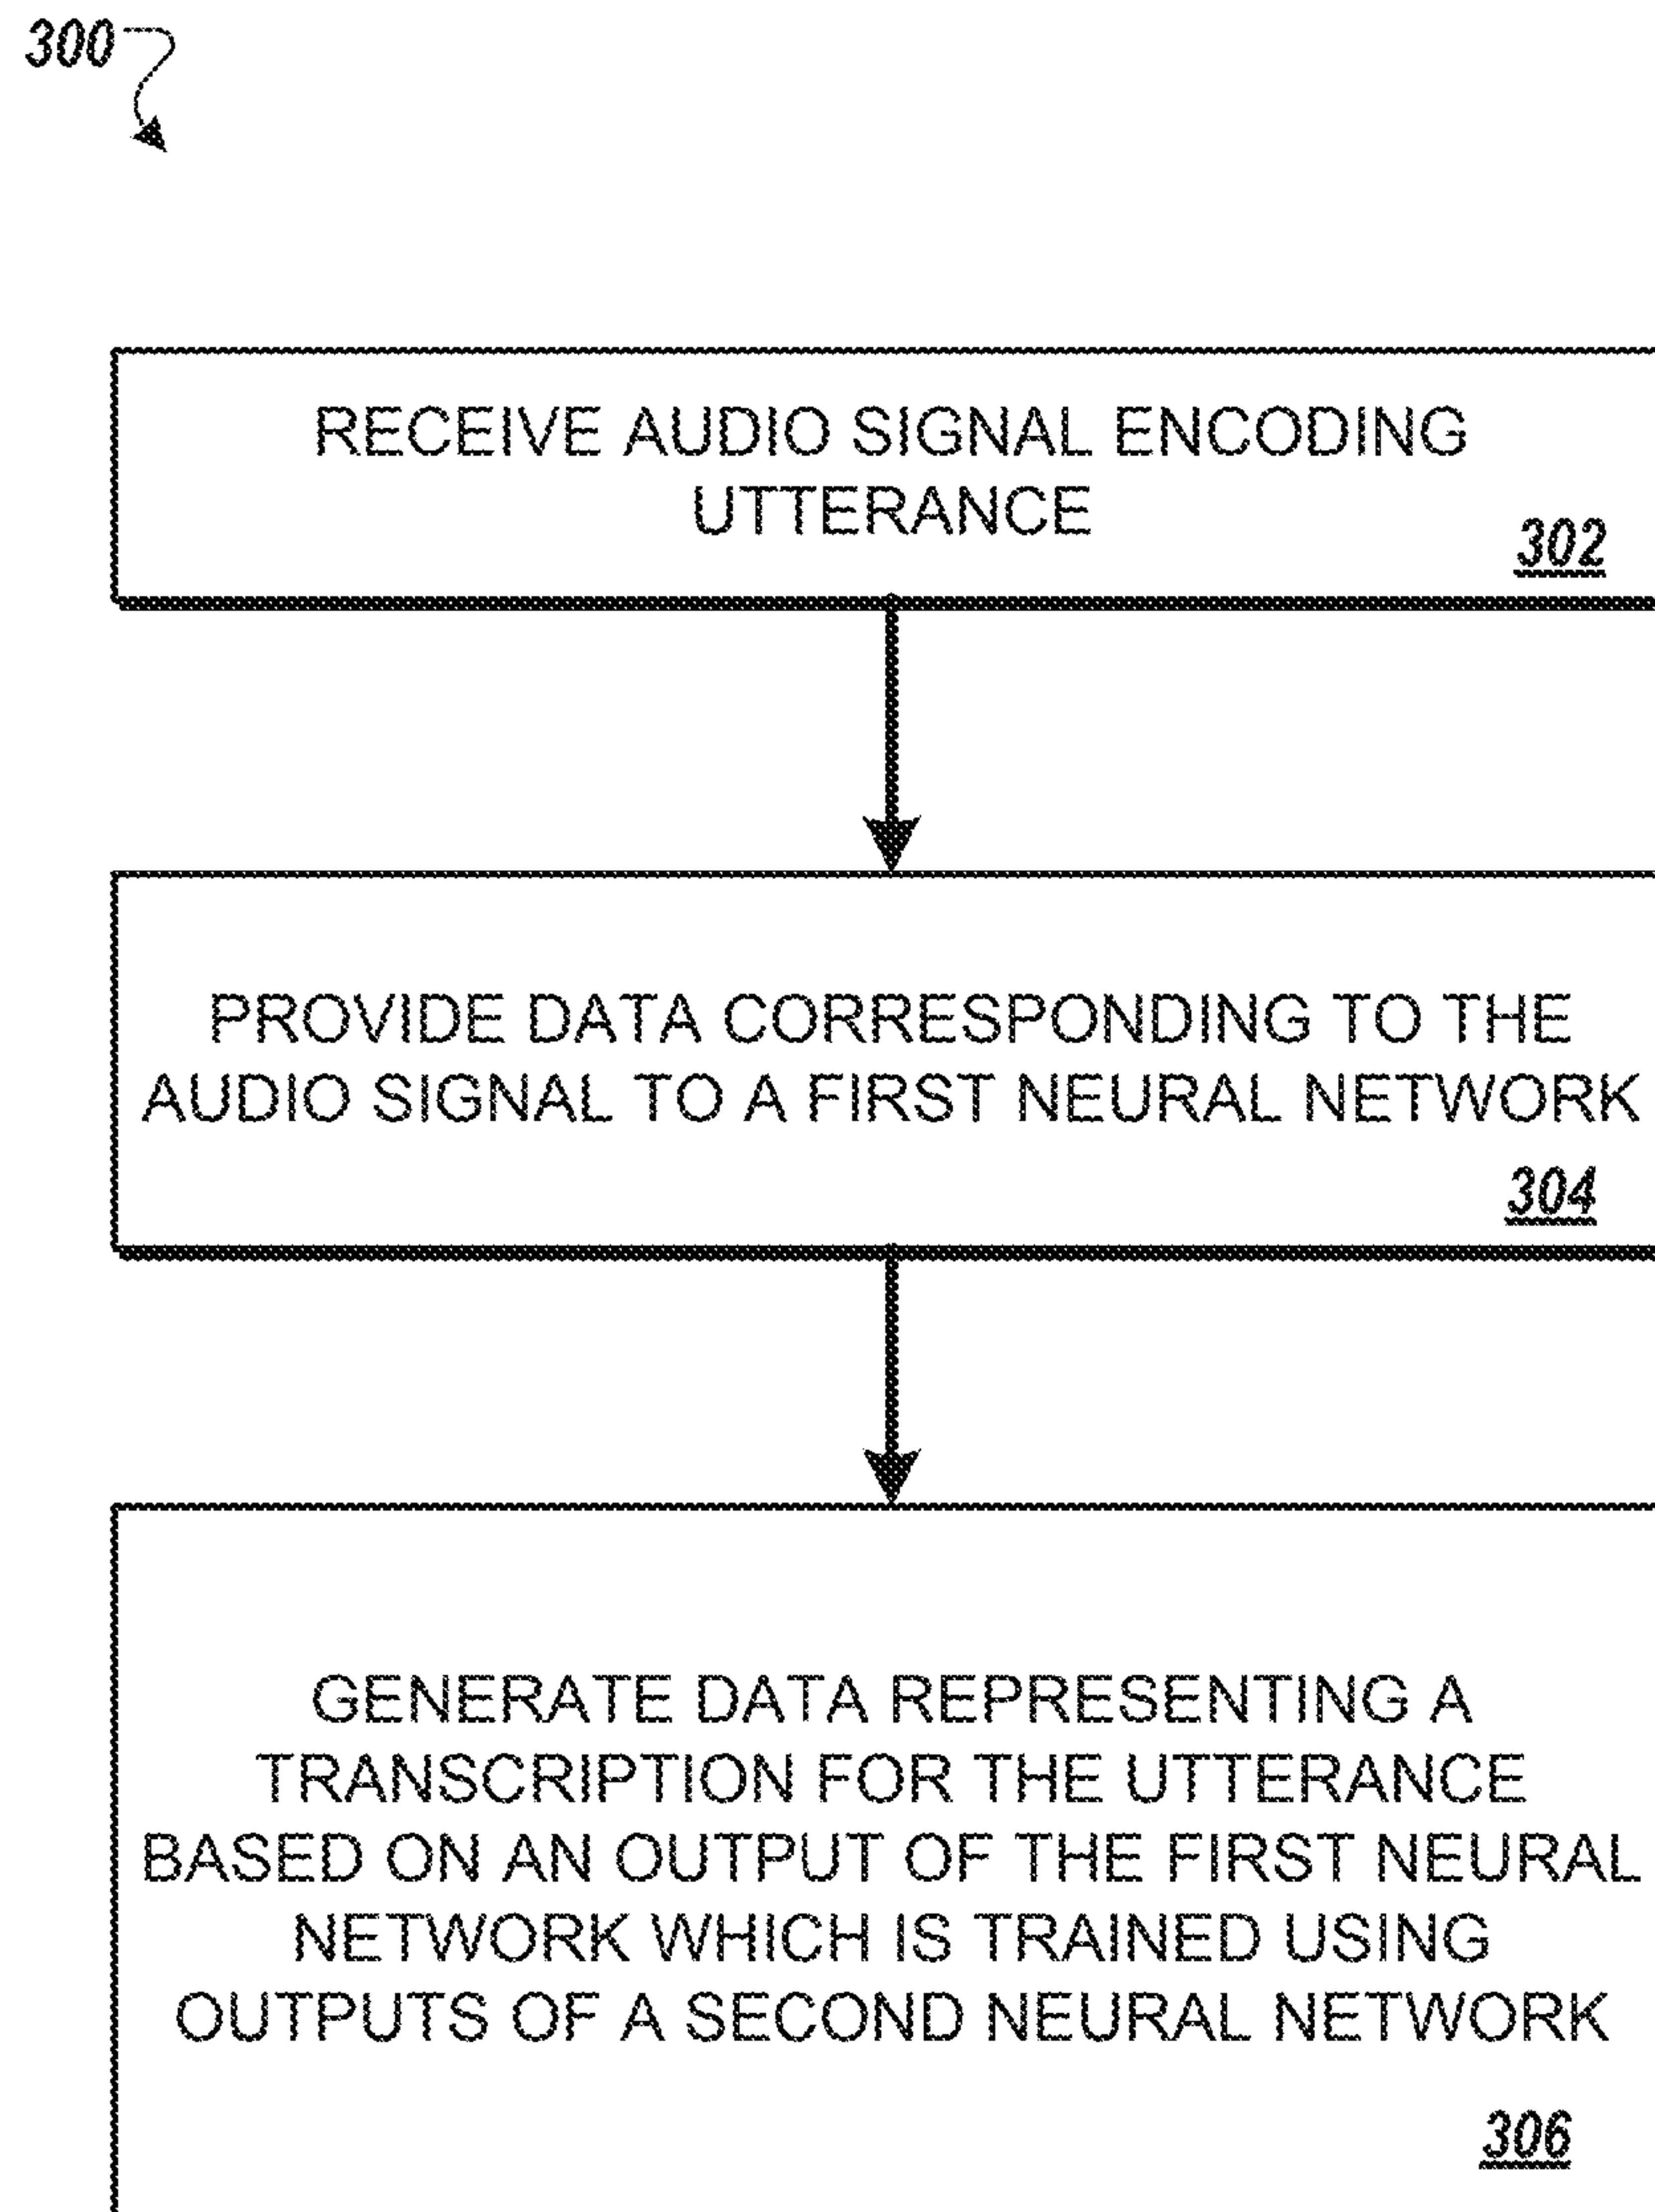 300
RECEIVE AUDIO SIGNAL ENCODING
UTTERANCE
302
PROVIDE DATA CORRESPONDING TO THE
AUDIO SIGNAL TO A FIRST NEURAL NETWORK
304
GENERATE DATA REPRESENTING A
TRANSCRIPTION FOR THE UTTERANCE
BASED ON AN OUTPUT OF THE FIRST NEURAL
NETWORK WHICH IS TRAINED USING
OUTPUTS OF A SECOND NEURAL NETWORK
306